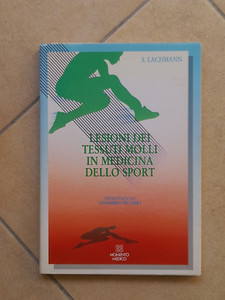 S. LACHMANN
LESIONI DEI
TESSUTI MOLLI
IN MEDICINA
DELLO SPORT
MOMENTO
MEDICO